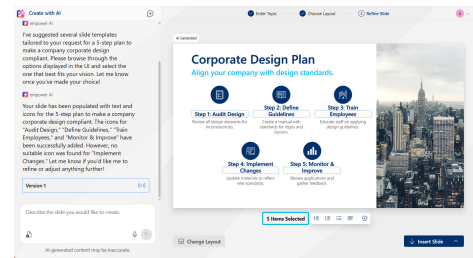 Create with AI
empower AI
I've suggested several slide templates
tailored to your request for a 5-step plan to
make a company corporate design
compliant. Please browse through the
options displayed in the UI and select the
one that best fits your vision. Let me know
once you've made your choice!
empower AI
Your slide has been populated with text and
icons for the 5-step plan to make a company
corporate design compliant. The icons for
"Audit Design," "Define Guidelines," "Train
Employees," and "Monitor & Improve" have
been successfully added. However, no
suitable icon was found for "Implement
Changes." Let me know if you'd like me to
refine or adjust anything further!
Version 1
Describe the slide you would like to create.
AI-generated content may be inaccurate.
Enter Topic
Choose Layout
3 Refine Slide
AI Generated
Corporate Design Plan
Align your company with design standards.
Step 1: Audit Design
Review all design elements for
inconsistencies.
Step 2: Define
Guidelines
Create a manual with
standards for logos and
layouts.
Step 3: Train
Employees
Educate staff on applying
design guidelines.
Step 4: Implement
Changes
Update materials to reflect
new standards.
Step 5: Monitor &
Improve
Review applications and
gather feedback.
5 Items Selected
Change Layout
Insert Slide